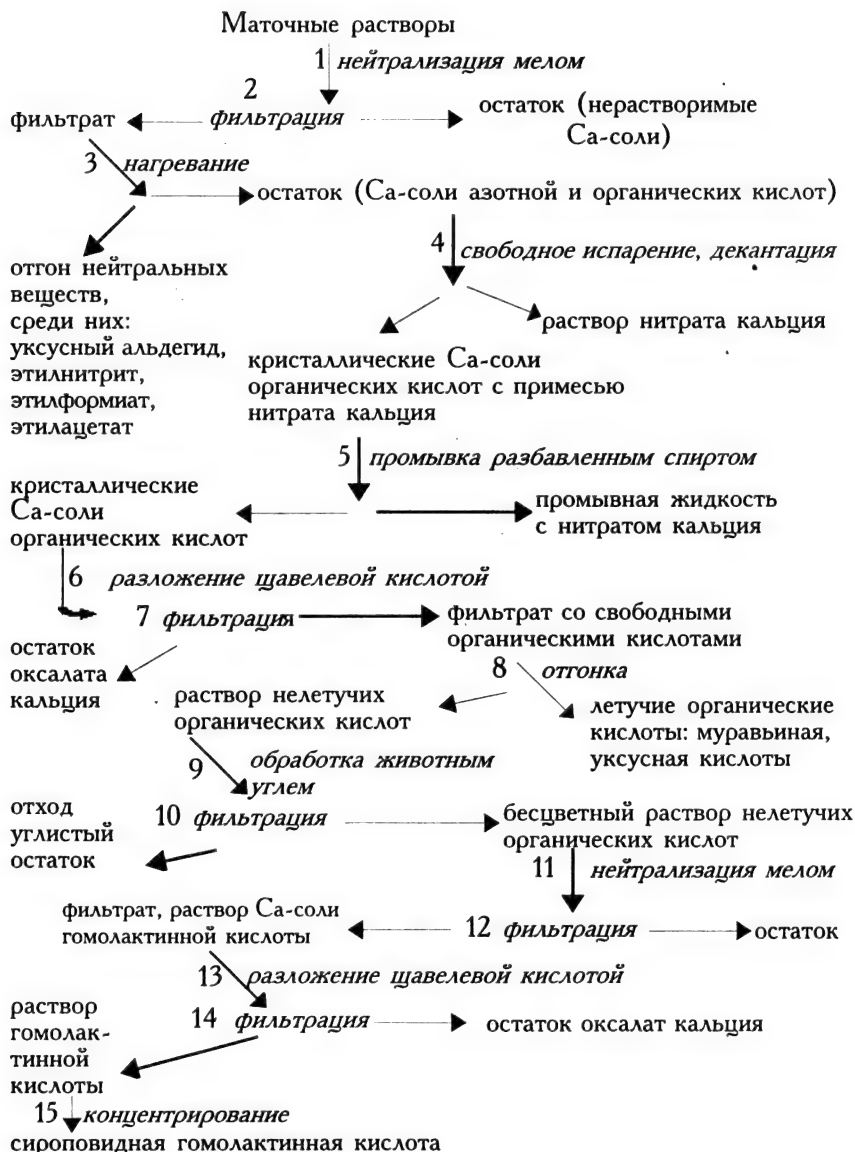 Маточные растворы
1 нейтрализация мелом
2
фильтрат
фильтрация
остаток (нерастворимые
Са-соли)
3 нагревание
остаток (Са-соли азотной и органических кислот)
4 свободное испарение, декантация
отгон нейтральных
веществ,
среди них:
уксусный альдегид,
этилнитрит,
этилформиат,
этилацетат
раствор нитрата кальция
кристаллические Са-соли
органических кислот с примесью
нитрата кальция
5 промывка разбавленным спиртом
кристаллические
Са-соли
органических кислот
промывная жидкость
с нитратом кальция
6 разложение щавелевой кислотой
7 фильтрация
фильтрат со свободными
органическими кислотами
остаток
оксалата
кальция
8 отгонка
раствор нелетучих
органических кислот
летучие органические
кислоты: муравьиная,
уксусная кислоты
9 обработка животным
углем
отход
углистый
остаток
10 фильтрация
бесцветный раствор нелетучих
органических кислот
11 нейтрализация мелом
фильтрат, раствор Са-соли
гомолактинной кислоты
12 фильтрация
остаток
13 разложение щавелевой кислотой
раствор
гомолак-
тинной
кислоты
14 фильтрация
остаток оксалат кальция
15 концентрирование
сироповидная гомолактинная кислота